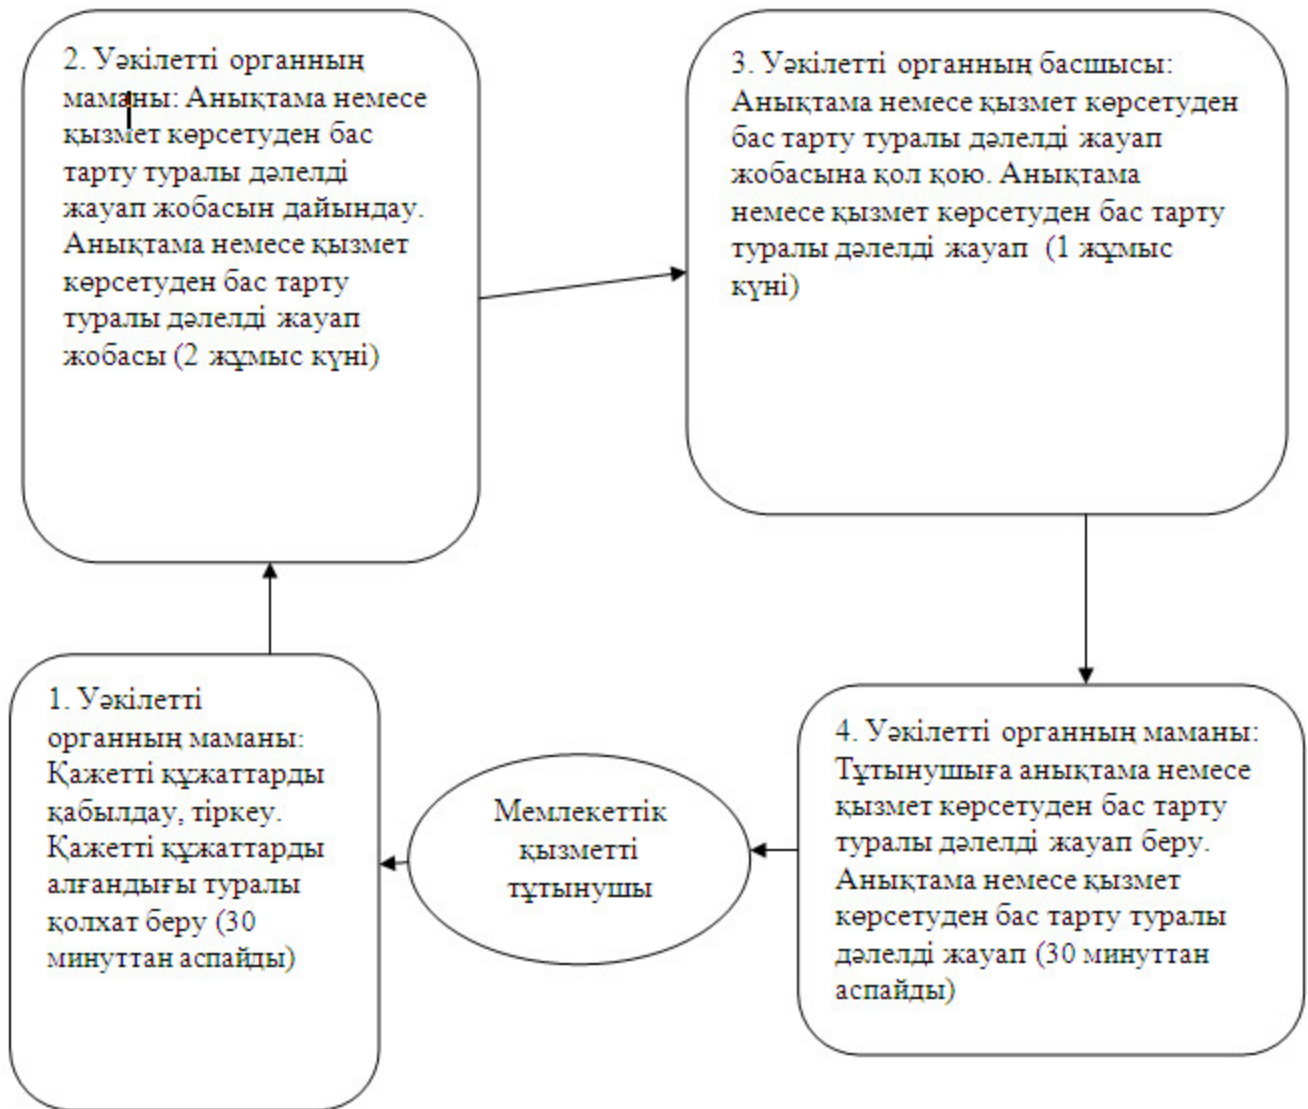 2. Уәкілетті органның
маманы: Анықтама немесе
қызмет көрсетуден бас
тарту туралы дәлелді
жауап жобасын дайындау.
Анықтама немесе қызмет
көрсетуден бас тарту
туралы дәлелді жауап
жобасы (2 жұмыс күні)
3. Уәкілетті органның басшысы:
Анықтама немесе қызмет көрсетуден
бас тарту туралы дәлелді жауап
жобасына қол қою. Анықтама
немесе қызмет көрсетуден бас тарту
туралы дәлелді жауап (1 жұмыс
күні)
1. Уәкілетті
органның маманы:
Қажетті құжаттарды
қабылдау, тіркеу.
Қажетті құжаттарды
алғандығы туралы
қолхат беру (30
минуттан аспайды)
Мемлекеттік
қызметті
тұтынушы
4. Уәкілетті органның маманы:
Тұтынушыға анықтама немесе
қызмет көрсетуден бас тарту
туралы дәлелді жауап беру.
Анықтама немесе қызмет
көрсетуден бас тарту туралы
дәлелді жауап (30 минуттан
аспайды)